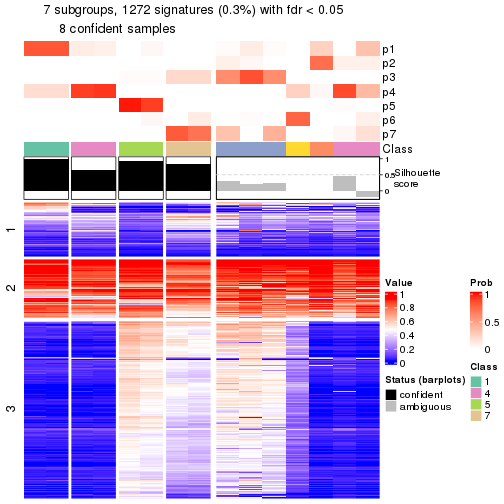 7 subgroups, 1272 signatures (0.3%) with fdr < 0.05
8 confident samples
p1
p2
p3
p4
p5
p6
p7
Class
1
0.5
0
Silhouette
score
1
2
3
Value
1
0.8
0.6
0.4
0.2
0
Prob
1
0.5
0
Status (barplots)
confident
ambiguous
Class
1
4
5
7